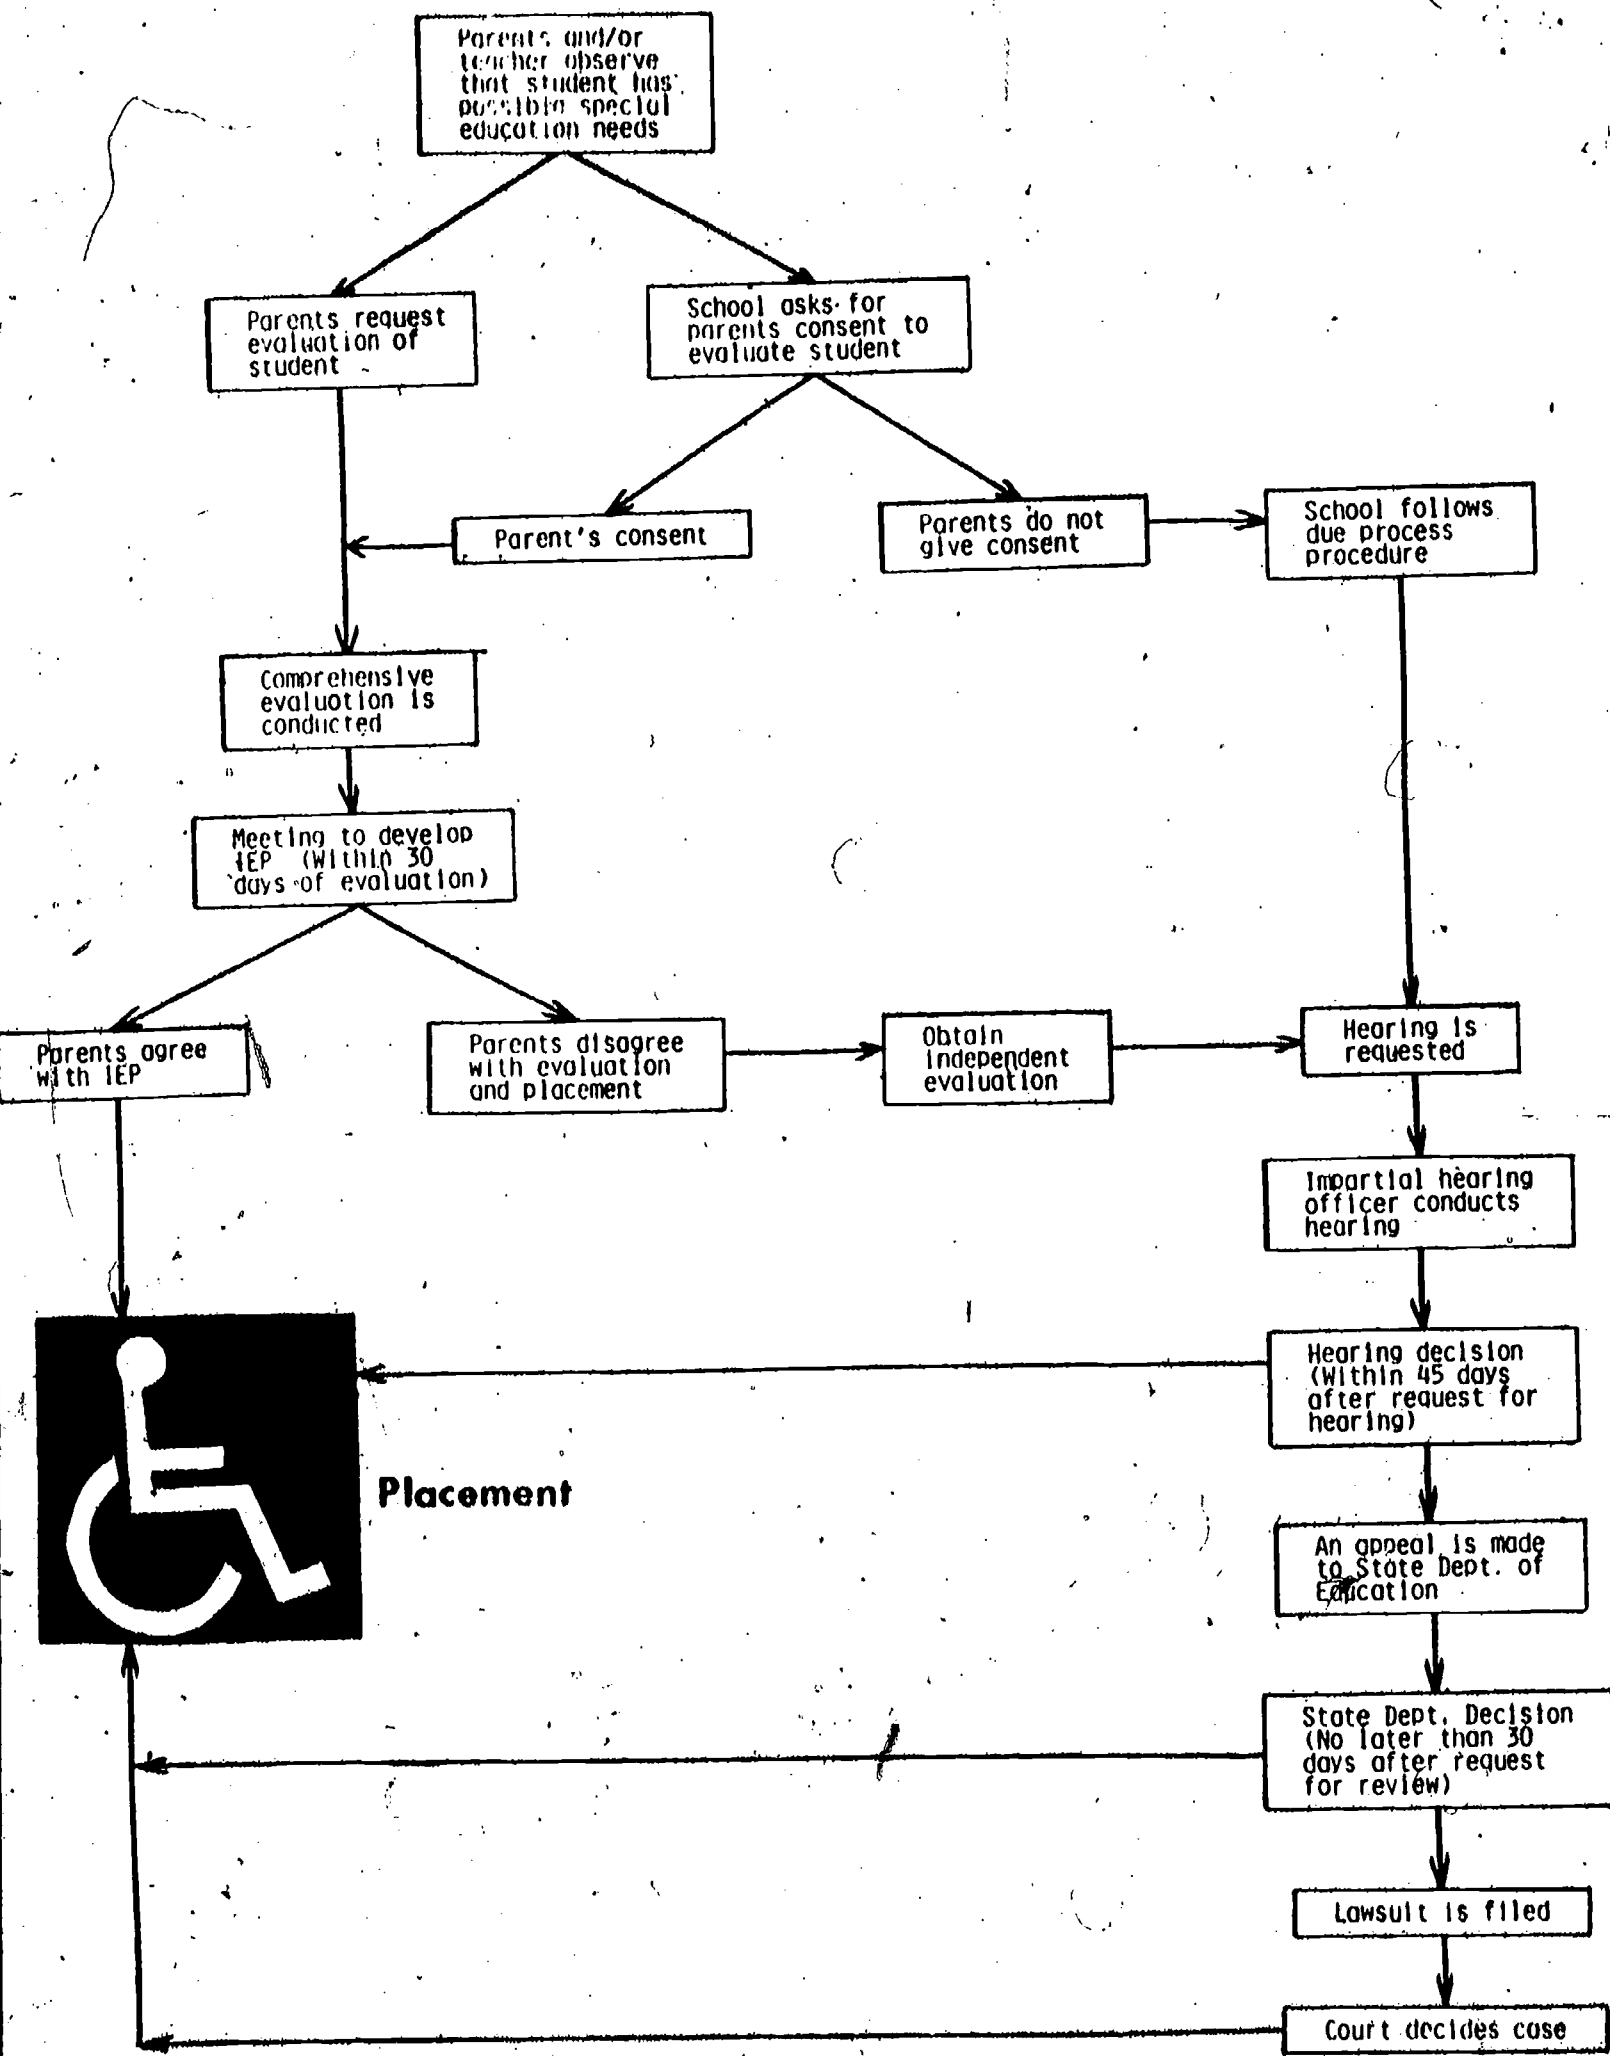 Parents and/or
teacher observe
that student has
possible special
education needs
Parents request
evaluation of
student
School asks for
parents consent to
evaluate student
Parent's consent
Parents do not
give consent
School follows
due process
procedure
Comprehensive
evaluation is
conducted
Meeting to develop
IEP (Within 30
days of evaluation)
Parents agree
with IEP
Parents disagree
with evaluation
and placement
Obtain
independent
evaluation
Hearing is
requested
Impartial hearing
officer conducts
hearing
Hearing decision
(Within 45 days
after request for
hearing)
Placement
An appeal is made
to State Dept. of
Education
State Dept. Decision
(No later than 30
days after request
for review)
Lawsuit is filed
Court decides case